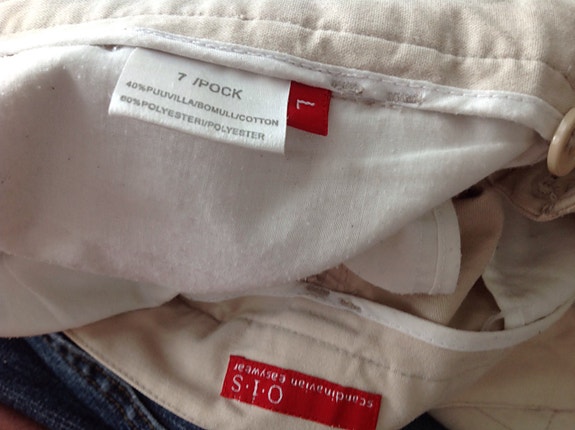 7 /POCK
40%PUUVILLA/BOMULL/COTTON
60%POLYESTERI/POLYESTER
L
O·i·S
scandinavian easywear